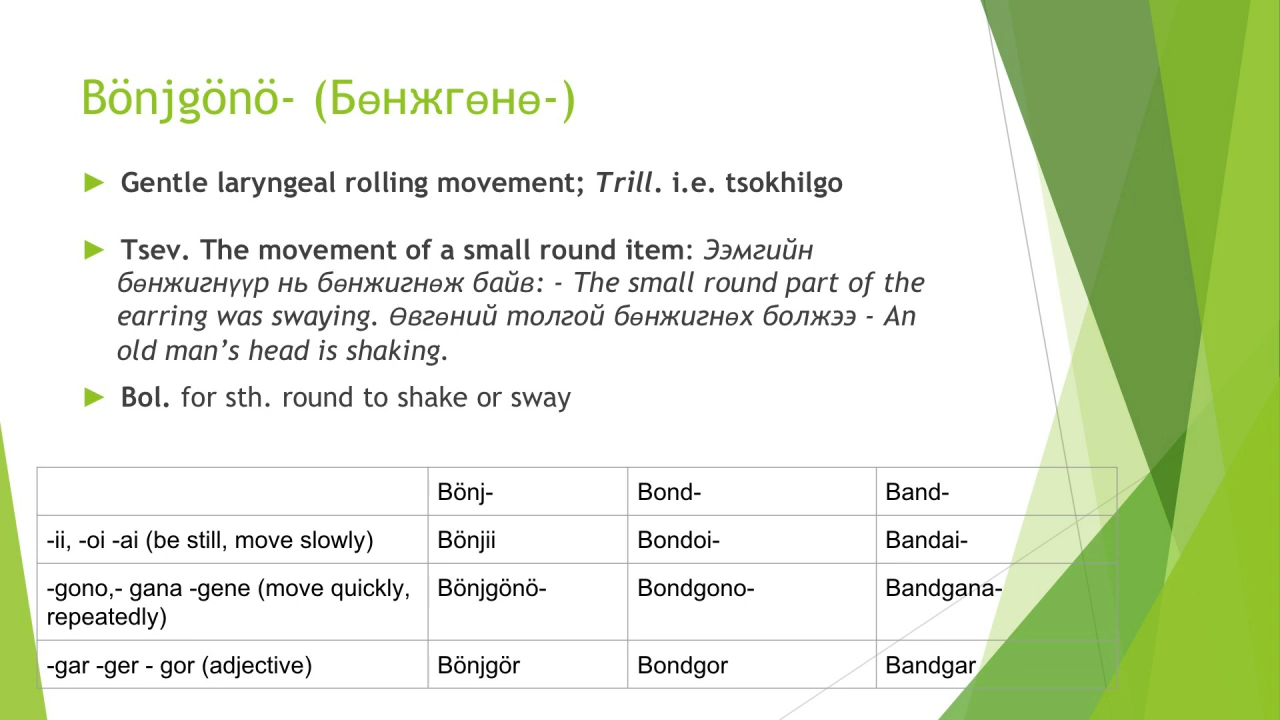 Bönjgönö- (Бөнжгөнө-)
Gentle laryngeal rolling movement; Trill. i.e. tsokhilgo
Tsev. The movement of a small round item: Ээмгийн
бөнжигнүүр нь бөнжигнөж байв: - The small round part of the
earring was swaying. Өвгөний толгой бөнжигнөх болжээ - An
old man’s head is shaking.
Bol. for sth. round to shake or sway
Bönj- Bond- Band-
-ii, -oi -ai (be still, move slowly) Bönjii Bondoi- Bandai-
-gono,- gana -gene (move quickly, Bönjgönö- Bondgono- Bandgana-
repeatedly)
-gar -ger - gor (adjective) Bönjgör Bondgor Bandgar